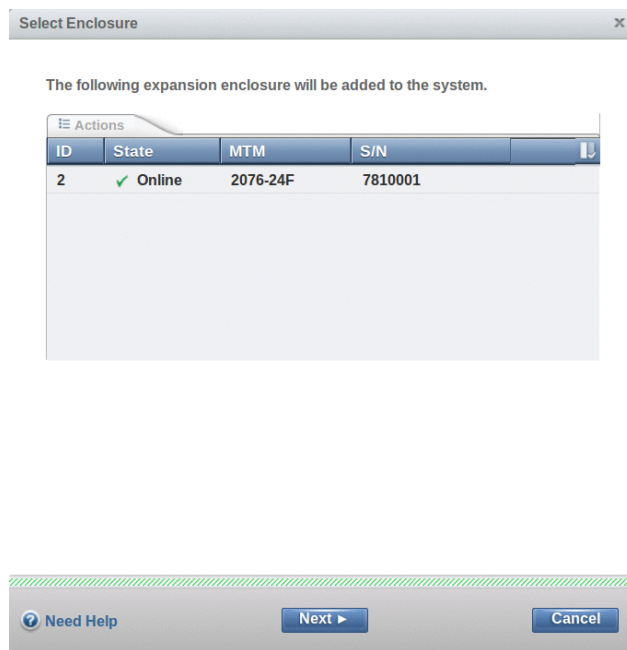 Select Enclosure
The following expansion enclosure will be added to the system.
Actions
ID State MTM S/N
2 Online 2076-24F 7810001
Need Help Next Cancel